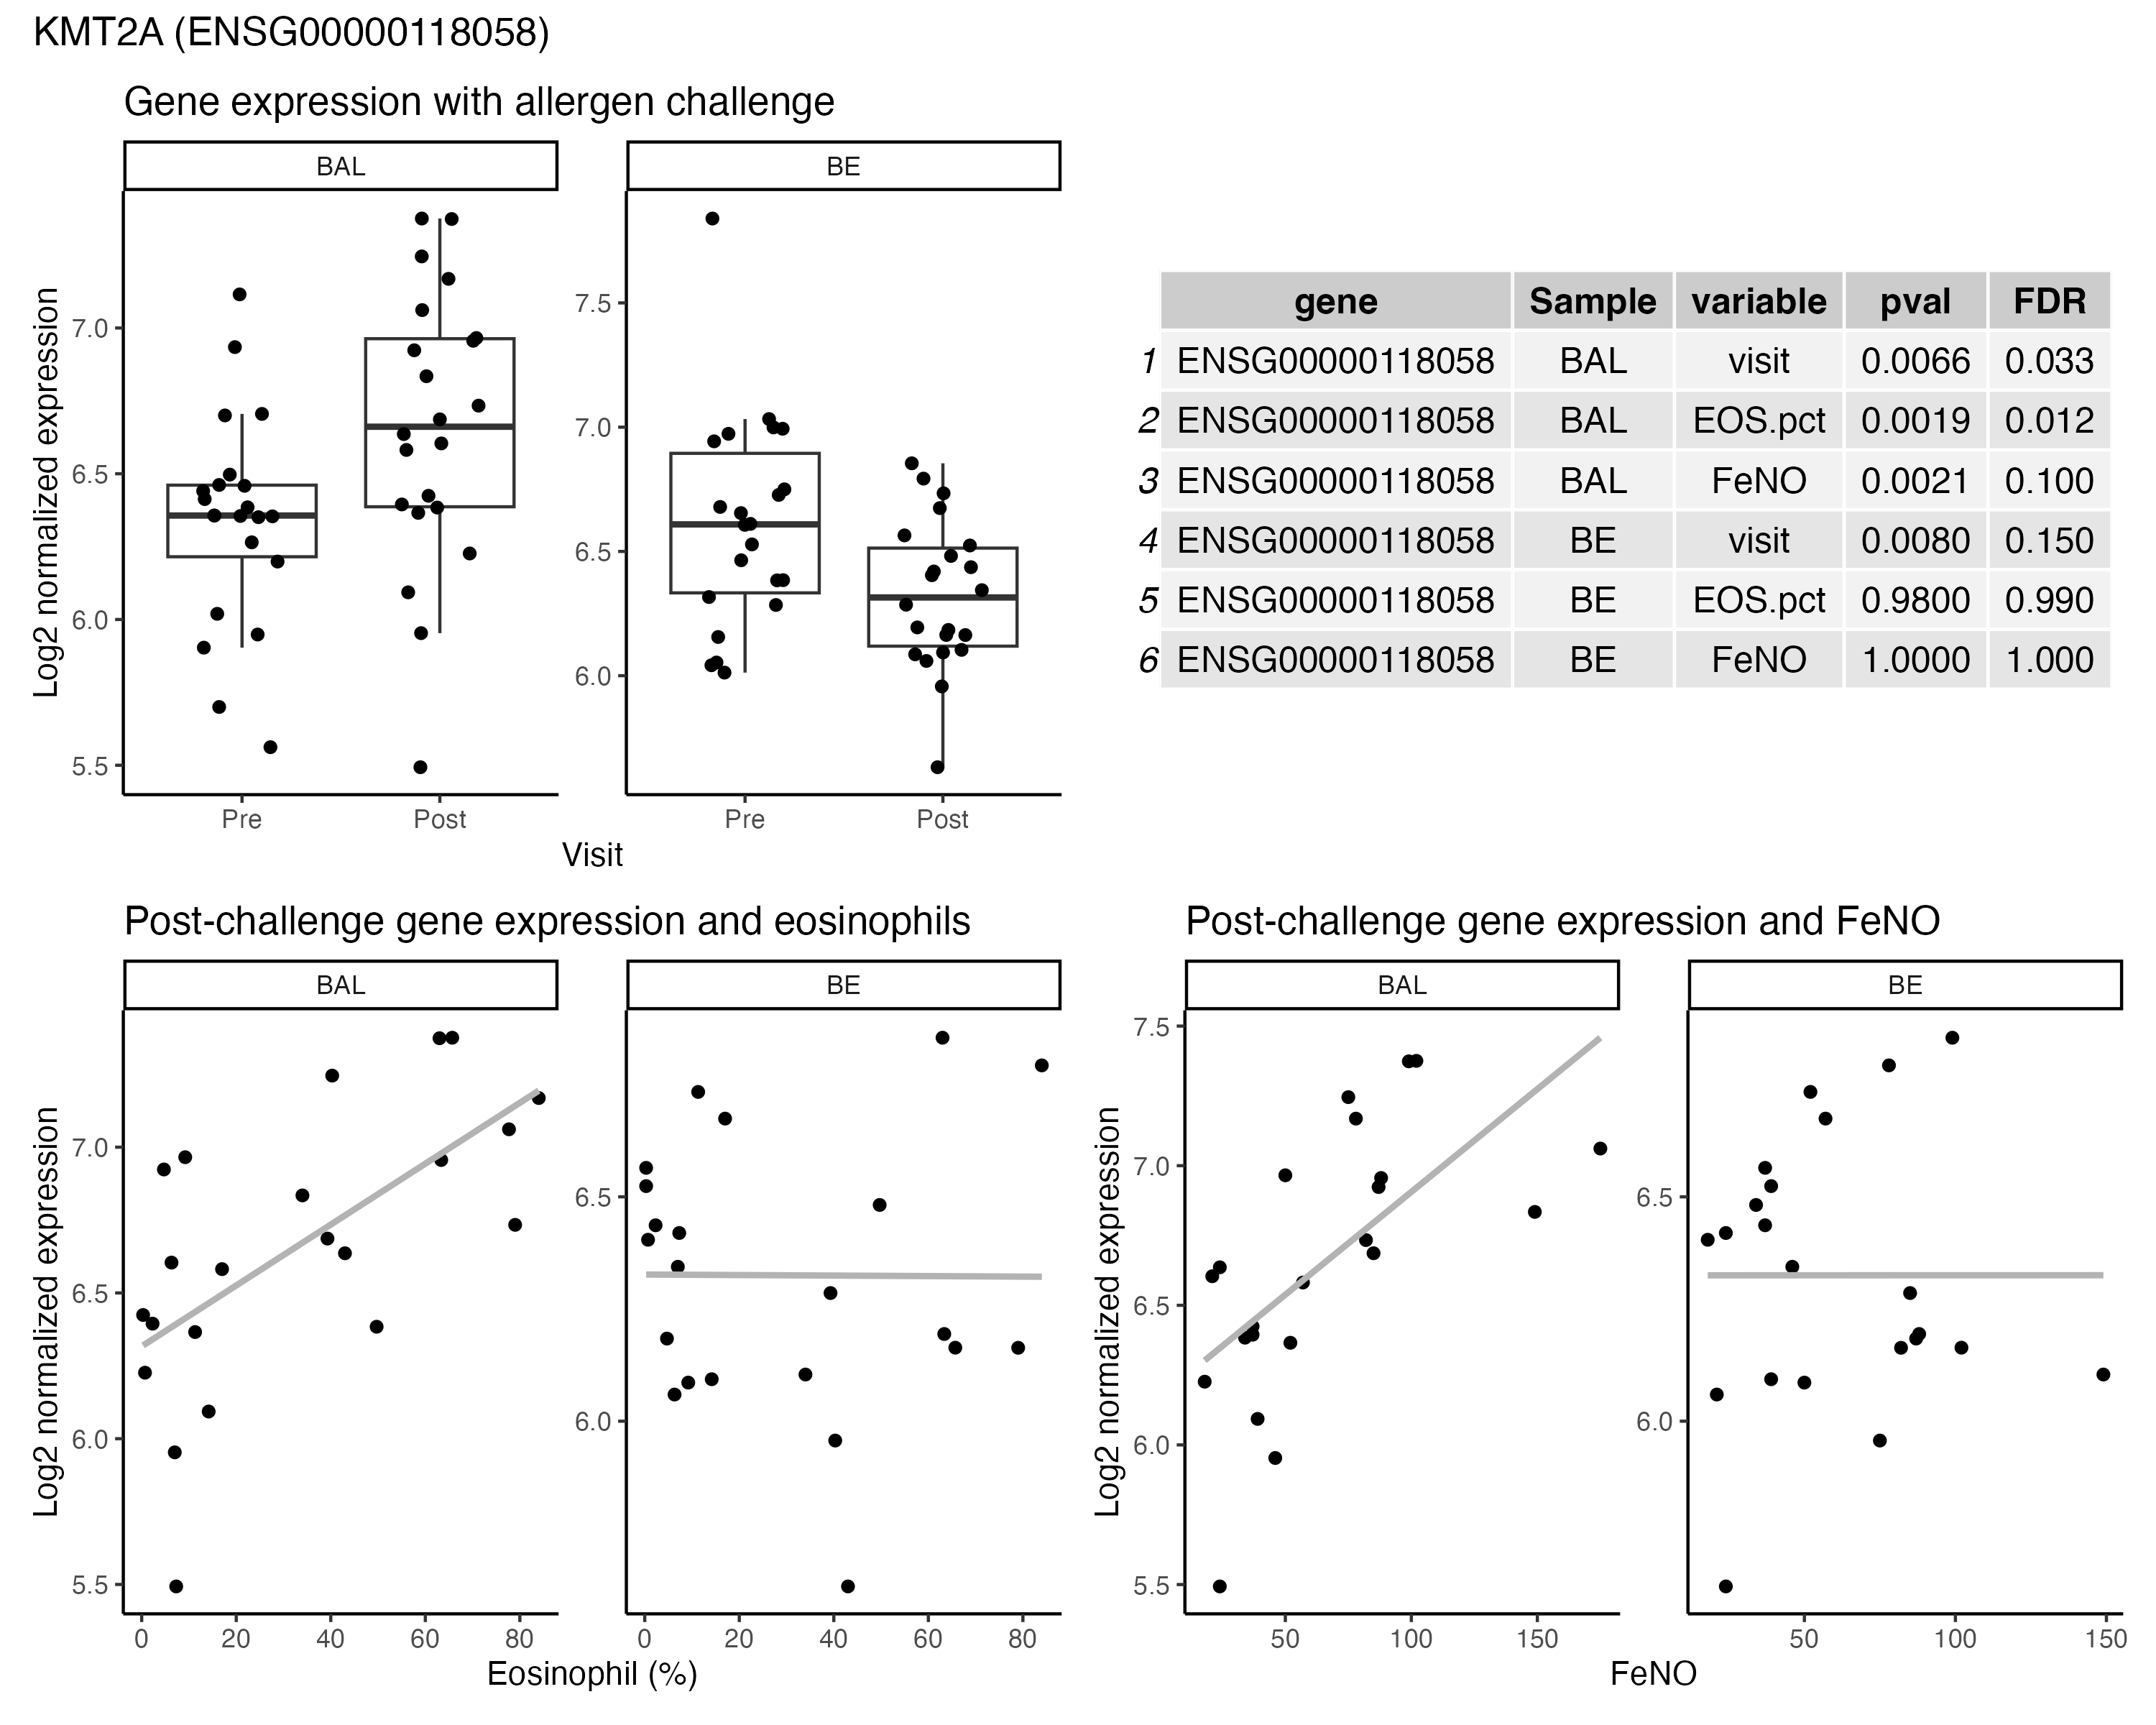 KMT2A (ENSG00000118058)
Gene expression with allergen challenge
BAL
BE
Log2 normalized expression
7.0
6.5
6.0
5.5
7.5
7.0
6.5
6.0
Pre
Post
Pre
Post
Visit
gene Sample variable pval FDR
1 ENSG00000118058 BAL visit 0.0066 0.033
2 ENSG00000118058 BAL EOS.pct 0.0019 0.012
3 ENSG00000118058 BAL FeNO 0.0021 0.100
4 ENSG00000118058 BE visit 0.0080 0.150
5 ENSG00000118058 BE EOS.pct 0.9800 0.990
6 ENSG00000118058 BE FeNO 1.0000 1.000
Post-challenge gene expression and eosinophils
BAL
BE
Log2 normalized expression
7.0
6.5
6.0
5.5
6.5
6.0
0 20 40 60 80
0 20 40 60 80
Eosinophil (%)
Post-challenge gene expression and FeNO
BAL
BE
Log2 normalized expression
7.5
7.0
6.5
6.0
5.5
6.5
6.0
50 100 150
50 100 150
FeNO